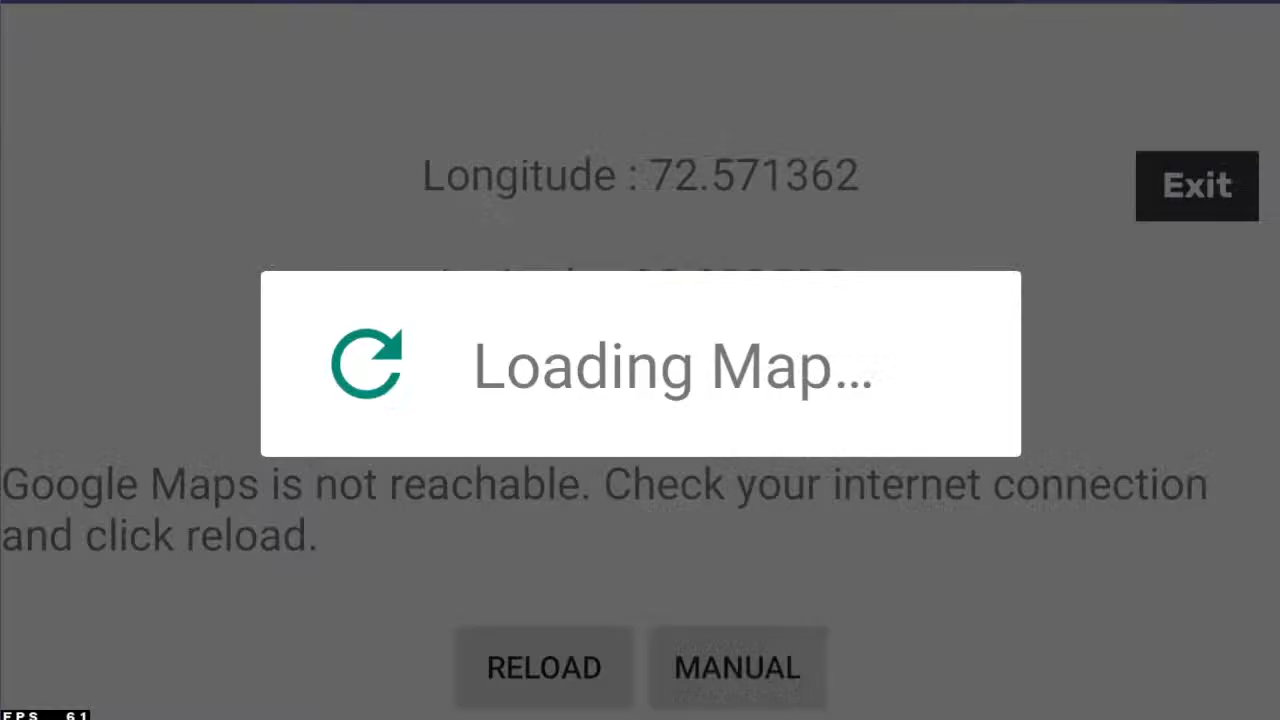 Longitude : 72.571362
Exit
Loading Map...
Google Maps is not reachable. Check your internet connection
and click reload.
RELOAD
MANUAL
FPS 61